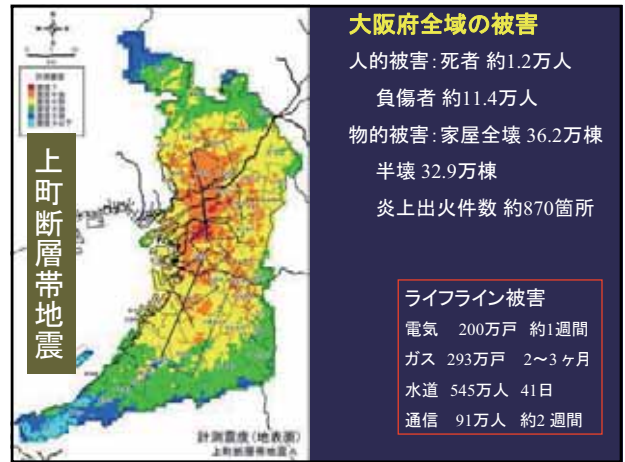 上町断層帯地震
計測震度(地表面)
上町断層帯地震A
大阪府全域の被害
人的被害:死者 約1.2万人
負傷者 約11.4万人
物的被害:家屋全壊 36.2万棟
半壊 32.9万棟
炎上出火件数 約870箇所
ライフライン被害
電気 200万戸 約1週間
ガス 293万戸 2〜3ヶ月
水道 545万人 41日
通信 91万人 約2週間